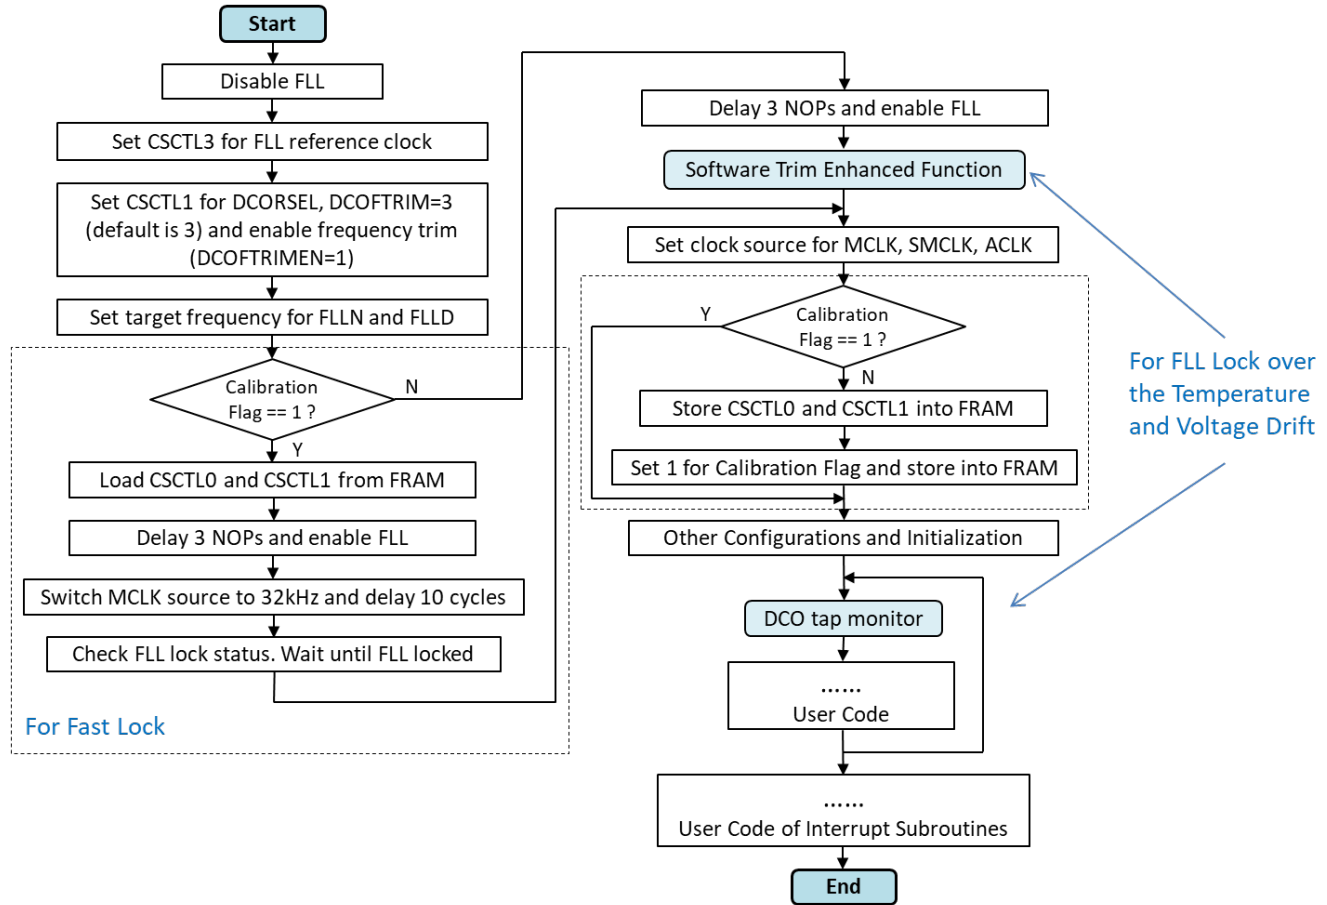 Start
Disable FLL
Set CSCTL3 for FLL reference clock
Set CSCTL1 for DCORSEL, DCOFTRIM=3
(default is 3) and enable frequency trim
(DCOFTRIMEN=1)
Set target frequency for FLLN and FLLD
Calibration
Flag == 1 ?
N
Y
Load CSCTL0 and CSCTL1 from FRAM
Delay 3 NOPs and enable FLL
Switch MCLK source to 32kHz and delay 10 cycles
Check FLL lock status. Wait until FLL locked
For Fast Lock
Delay 3 NOPs and enable FLL
Software Trim Enhanced Function
Set clock source for MCLK, SMCLK, ACLK
Calibration
Flag == 1 ?
Y
N
Store CSCTL0 and CSCTL1 into FRAM
Set 1 for Calibration Flag and store into FRAM
Other Configurations and Initialization
DCO tap monitor
......
User Code
......
User Code of Interrupt Subroutines
End
For FLL Lock over
the Temperature
and Voltage Drift